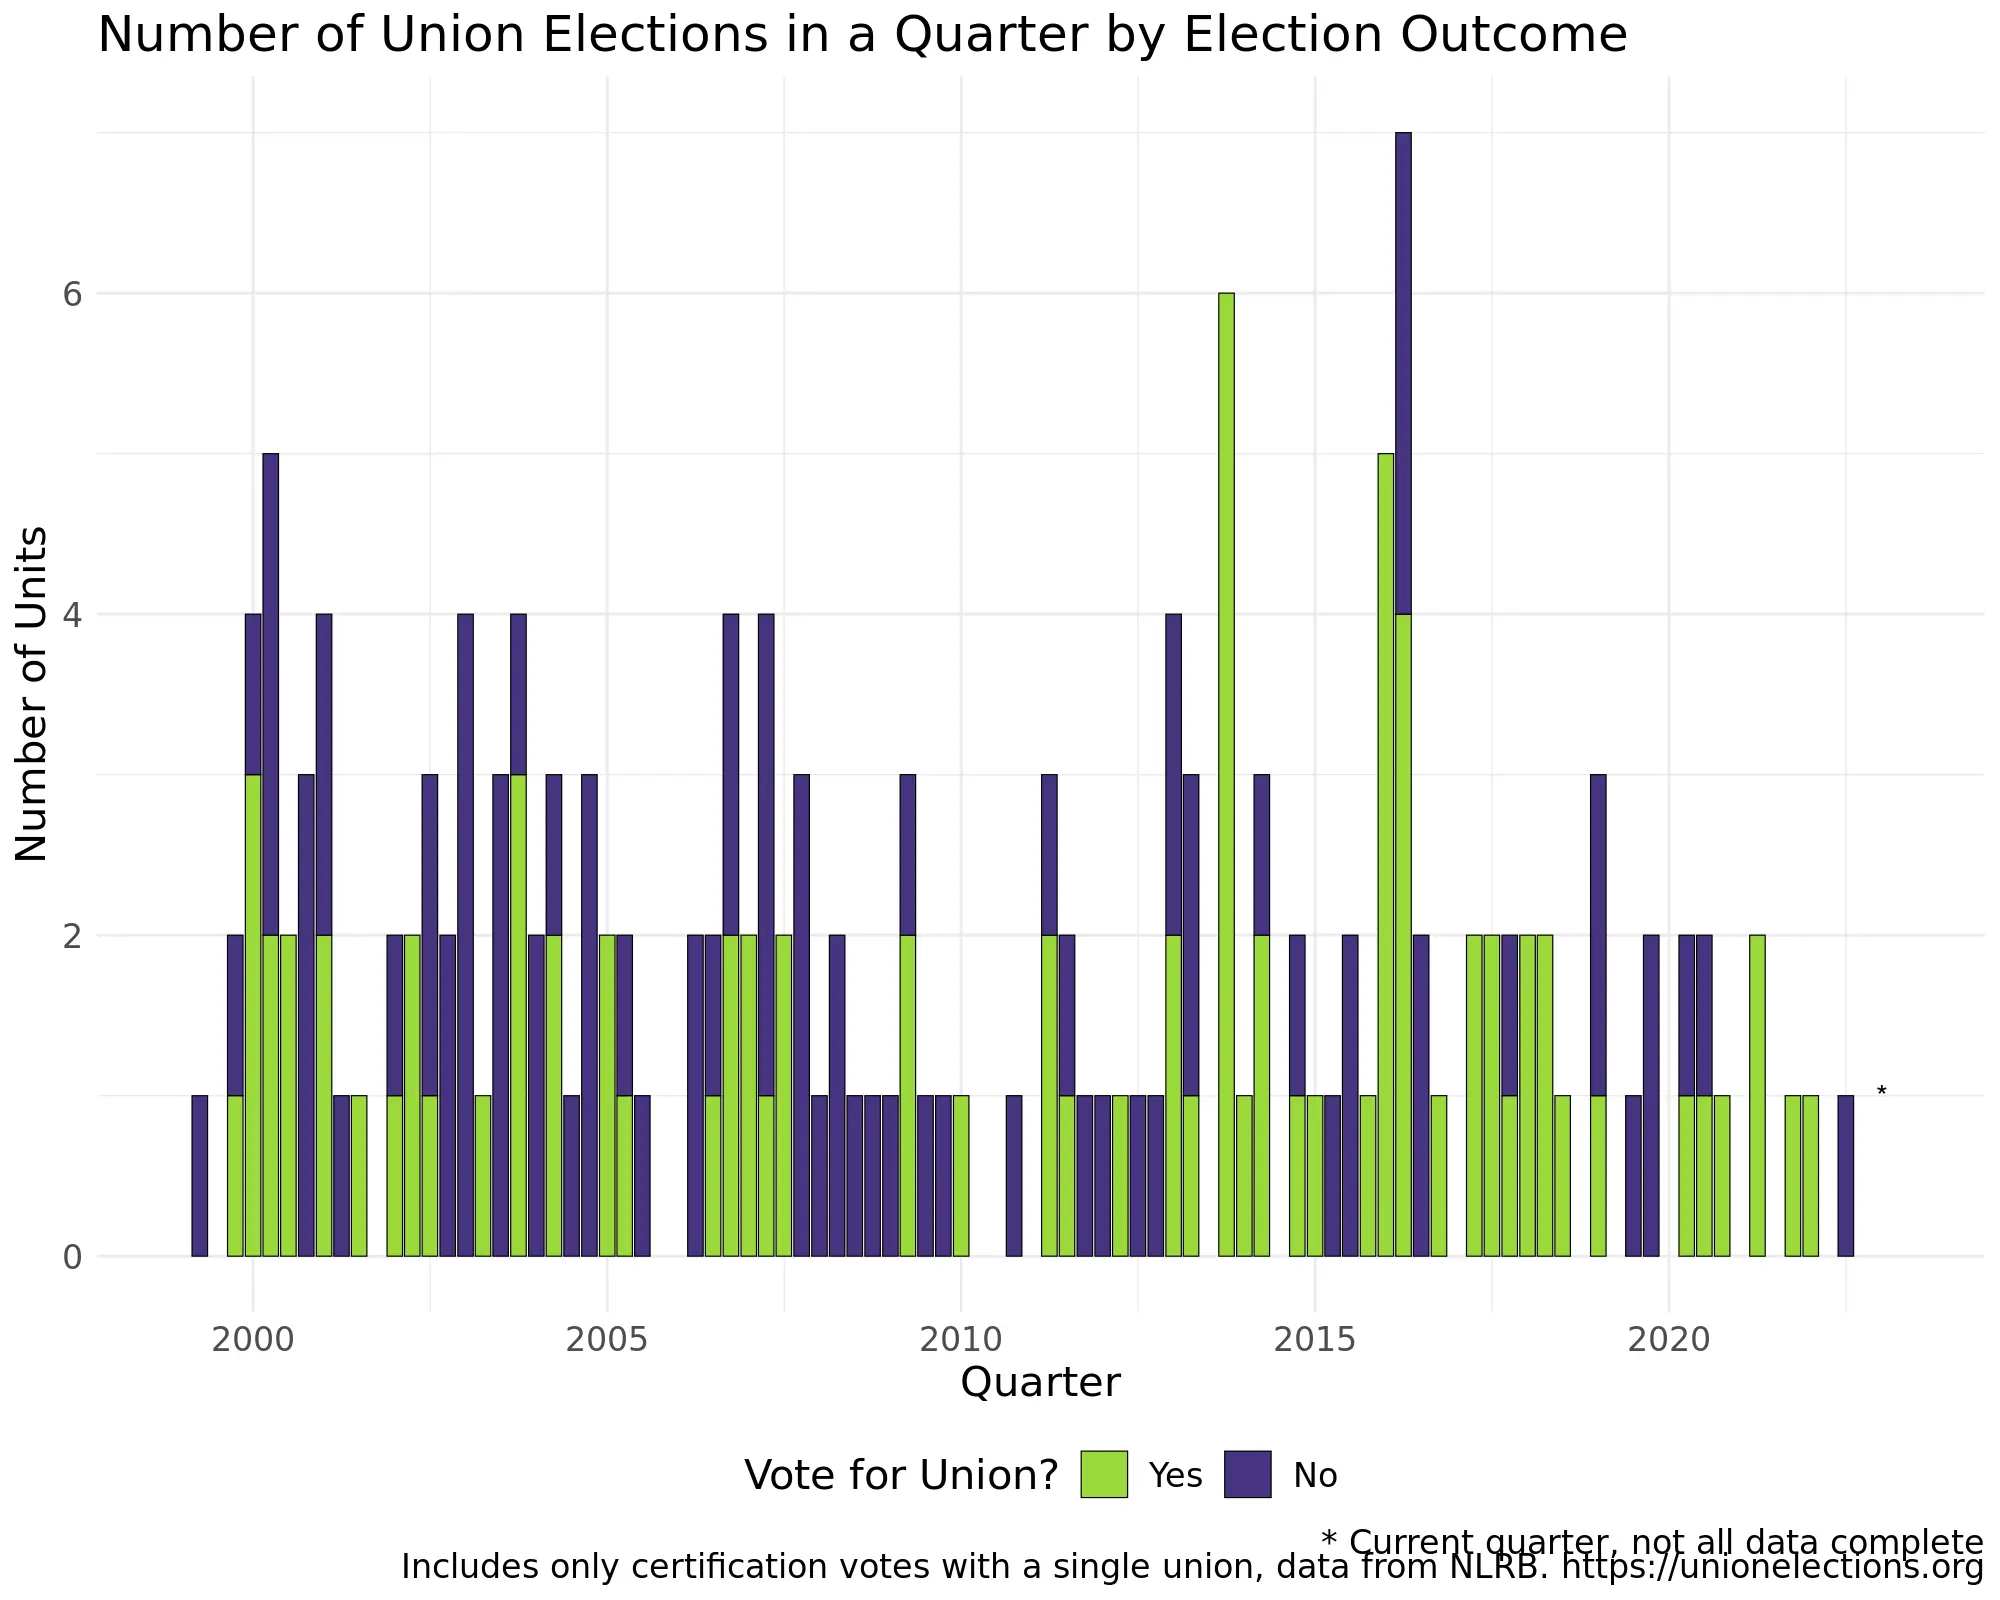 Number of Union Elections in a Quarter by Election Outcome
Number of Units
6
4
2
0
*
2000 2005 2010 2015 2020
Quarter
Vote for Union? Yes No
* Current quarter, not all data complete
Includes only certification votes with a single union, data from NLRB. https://unionelections.org